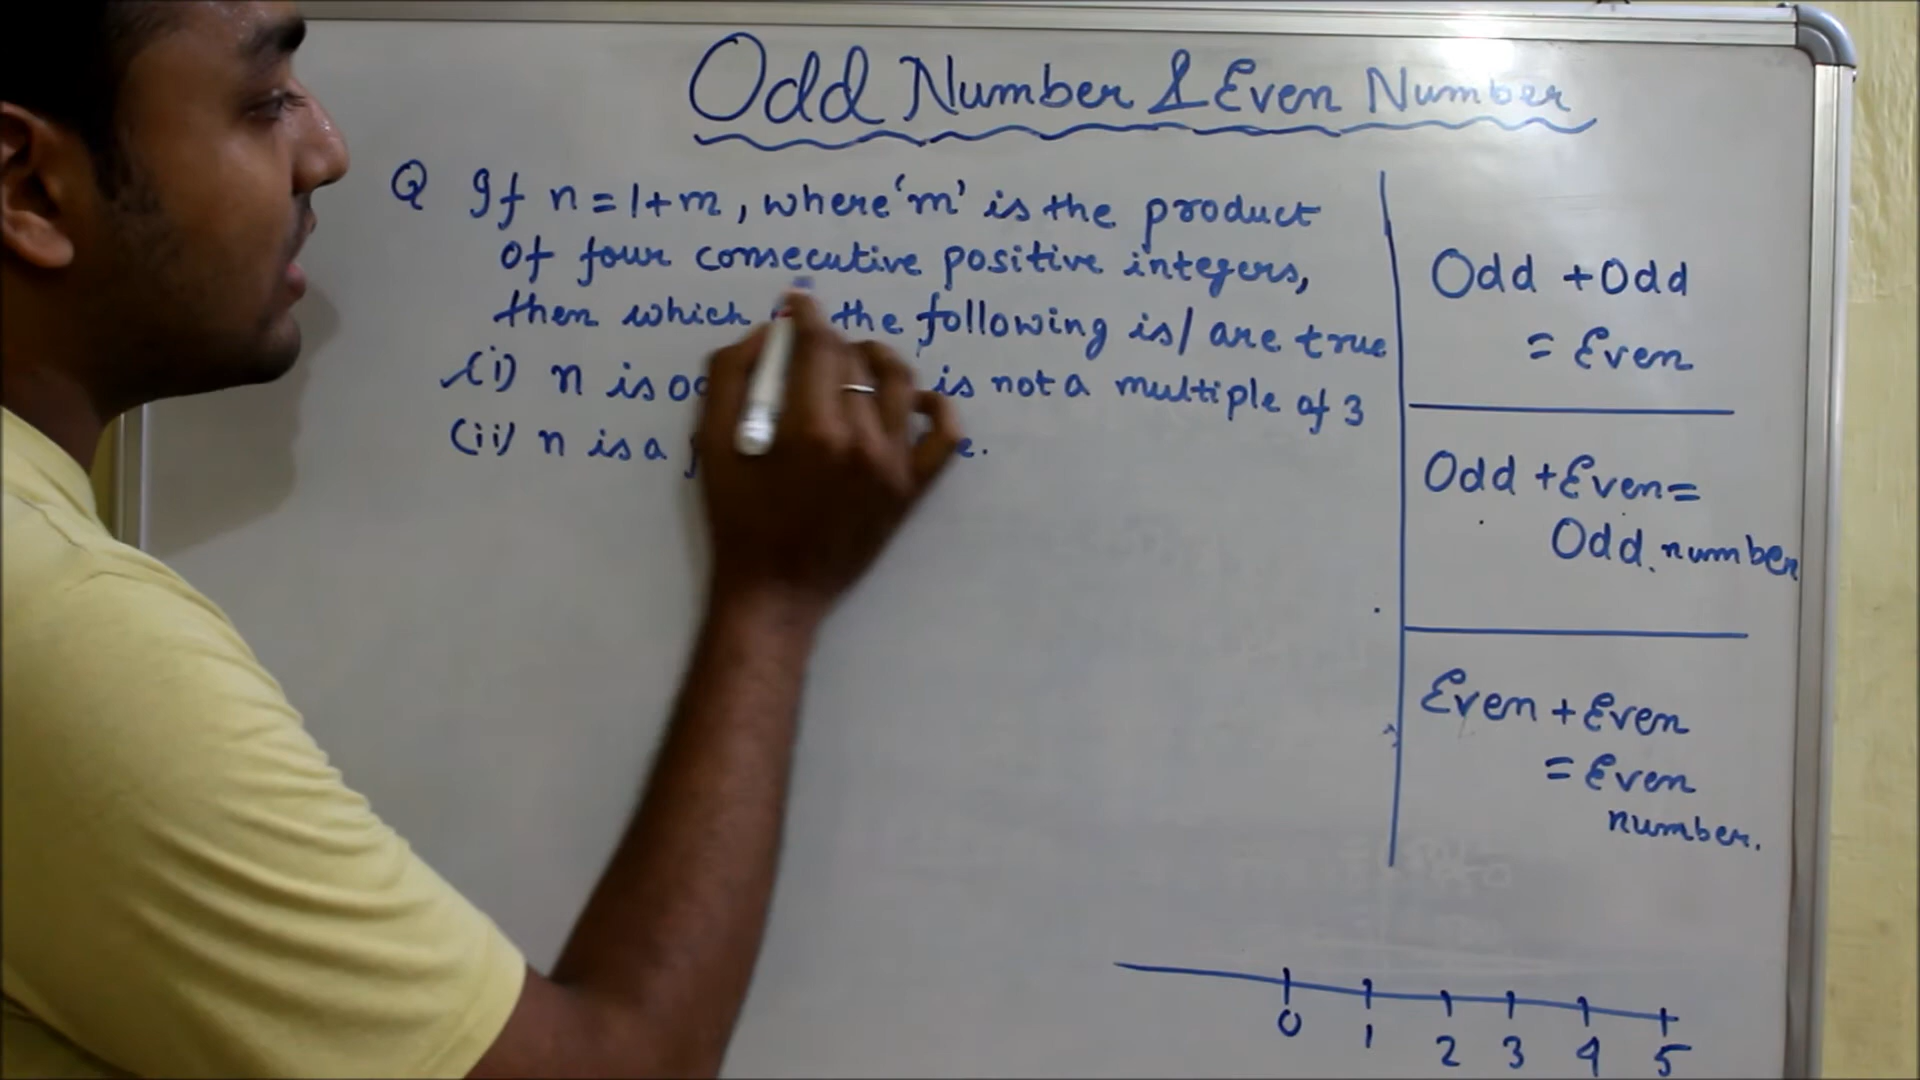 Odd Number & Even Number
Q If n = 1+m, where 'm' is the product
of four consecutive positive integers,
then which the following is/are true
(i) n is is not a multiple of 3
(ii) n is a
Odd + Odd
= Even
Odd + Even =
Odd number
Even + Even
= Even
number.
0 1 2 3 4 5